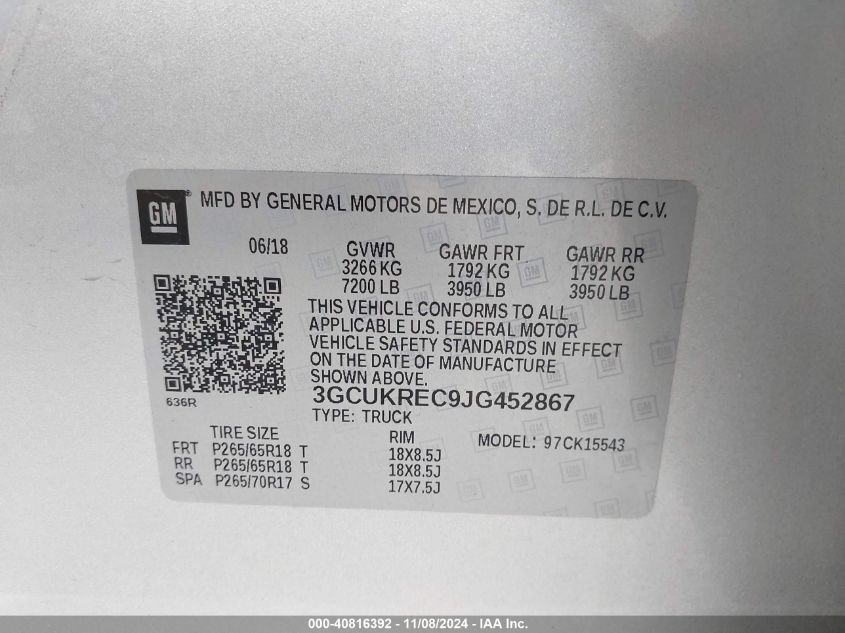 GM ® MFD BY GENERAL MOTORS DE MEXICO, S. DE R.L. DE C.V.
06/18 GVWR GAWR FRT GAWR RR
3266 KG 1792 KG 1792 KG
7200 LB 3950 LB 3950 LB
THIS VEHICLE CONFORMS TO ALL
APPLICABLE U.S. FEDERAL MOTOR
VEHICLE SAFETY STANDARDS IN EFFECT
ON THE DATE OF MANUFACTURE
SHOWN ABOVE.
636R
3GCUKREC9JG452867
TYPE: TRUCK
TIRE SIZE RIM MODEL: 97CK15543
FRT P265/65R18 T 18X8.5J
RR P265/65R18 T 18X8.5J
SPA P265/70R17 S 17X7.5J
000-40816392 - 11/08/2024 - IAA Inc.